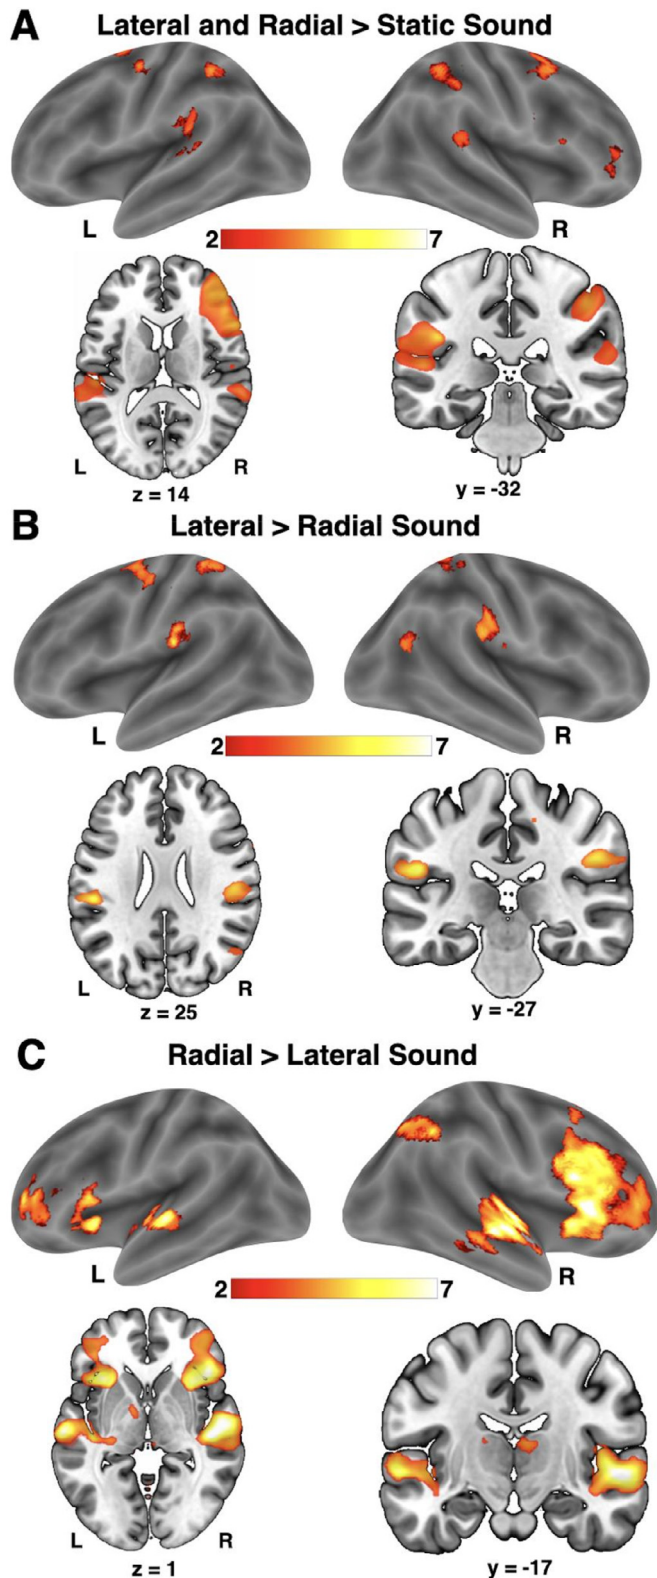 A
Lateral and Radial > Static Sound
L
R
2
7
L
R
z = 14
y = -32
B
Lateral > Radial Sound
L
R
2
7
L
R
z = 25
y = -27
C
Radial > Lateral Sound
L
R
2
7
L
R
z = 1
y = -17